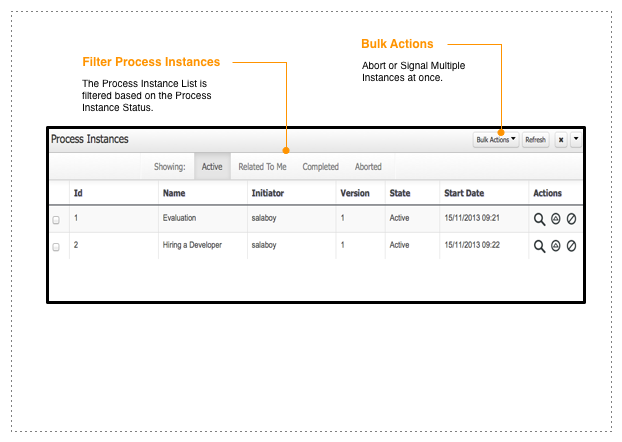 Bulk Actions
Filter Process Instances
Abort or Signal Multiple
Instances at once.
The Process Instance List is
filtered based on the Process
Instance Status.
Process Instances Bulk Actions Refresh
Showing: Active Related To Me Completed Aborted
Id Name Initiator Version State Start Date Actions
1 Evaluation salaboy 1 Active 15/11/2013 09:21
2 Hiring a Developer salaboy 1 Active 15/11/2013 09:22